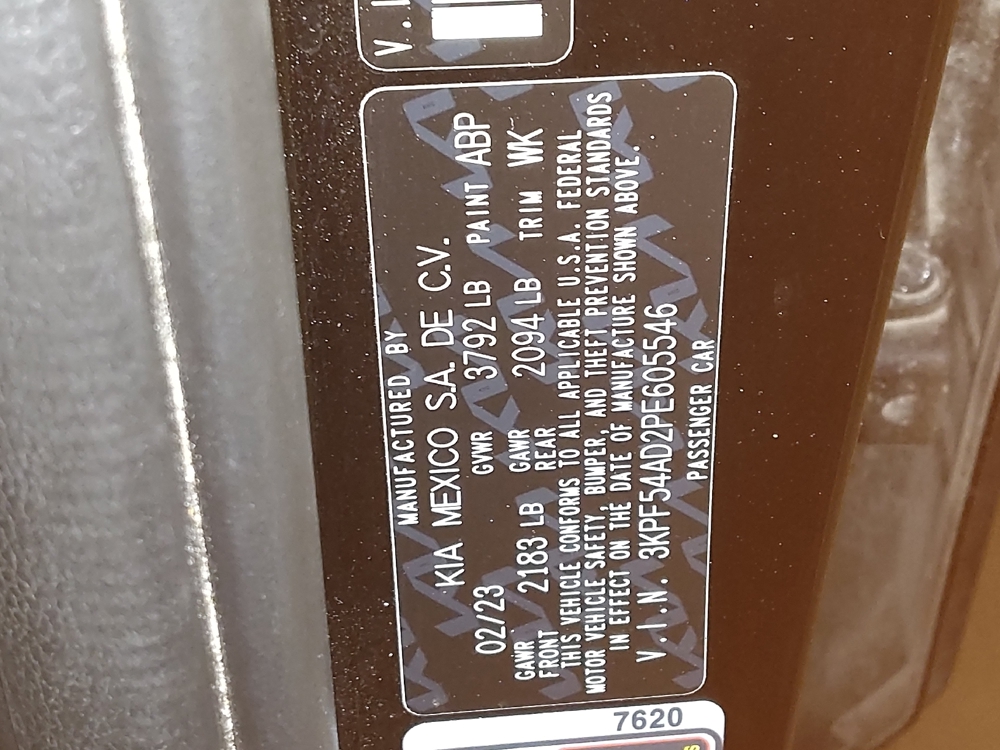 V.I
MANUFACTURED BY
KIA MEXICO S.A. DE C.V.
02/23 GVWR 3792 LB PAINT ABP
GAWR FRONT 2183 LB GAWR REAR 2094 LB TRIM WK
THIS VEHICLE CONFORMS TO ALL APPLICABLE U.S.A. FEDERAL
MOTOR VEHICLE SAFETY, BUMPER, AND THEFT PREVENTION STANDARDS
IN EFFECT ON THE DATE OF MANUFACTURE SHOWN ABOVE.
V.I.N. 3KPF54AD2PE605546
PASSENGER CAR
7620